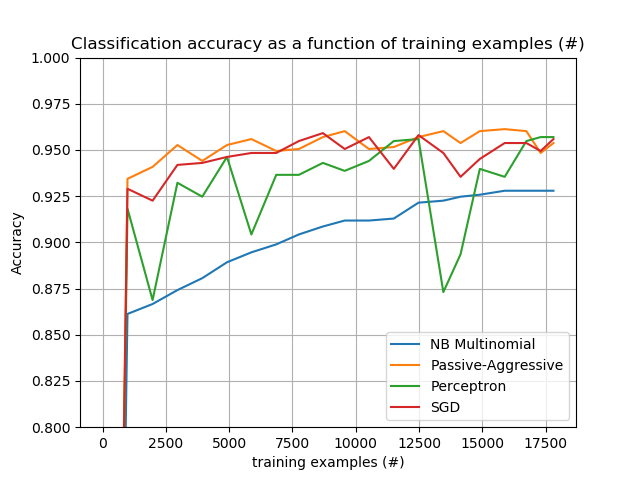 Classification accuracy as a function of training examples (#)
1.000
0.975
0.950
0.925
0.900
0.875
0.850
0.825
0.800
Accuracy
0
2500
5000
7500
10000
12500
15000
17500
training examples (#)
NB Multinomial
Passive-Aggressive
Perceptron
SGD